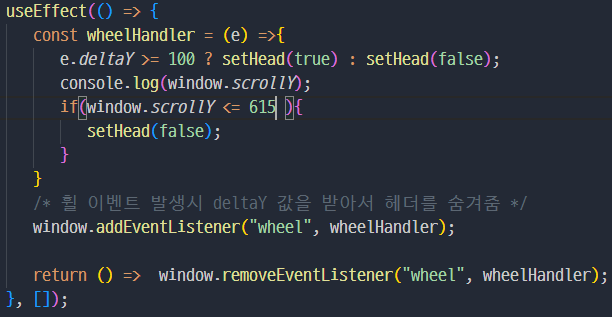 useEffect(() => {
const wheelHandler = (e) =>{
e.deltaY >= 100 ? setHead(true) : setHead(false);
console.log(window.scrollY);
if(window.scrollY <= 615 ){
setHead(false);
}
}
/* 휠 이벤트 발생시 deltaY 값을 받아서 헤더를 숨겨줌 */
window.addEventListener("wheel", wheelHandler);
return () =>  window.removeEventListener("wheel", wheelHandler);
}, []);